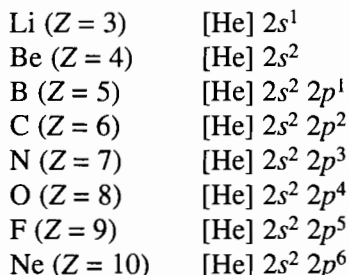 Li (Z = 3) [He] 2s¹
Be (Z = 4) [He] 2s²
B (Z = 5) [He] 2s² 2p¹
C (Z = 6) [He] 2s² 2p²
N (Z = 7) [He] 2s² 2p³
O (Z = 8) [He] 2s² 2p⁴
F (Z = 9) [He] 2s² 2p⁵
Ne (Z = 10) [He] 2s² 2p⁶